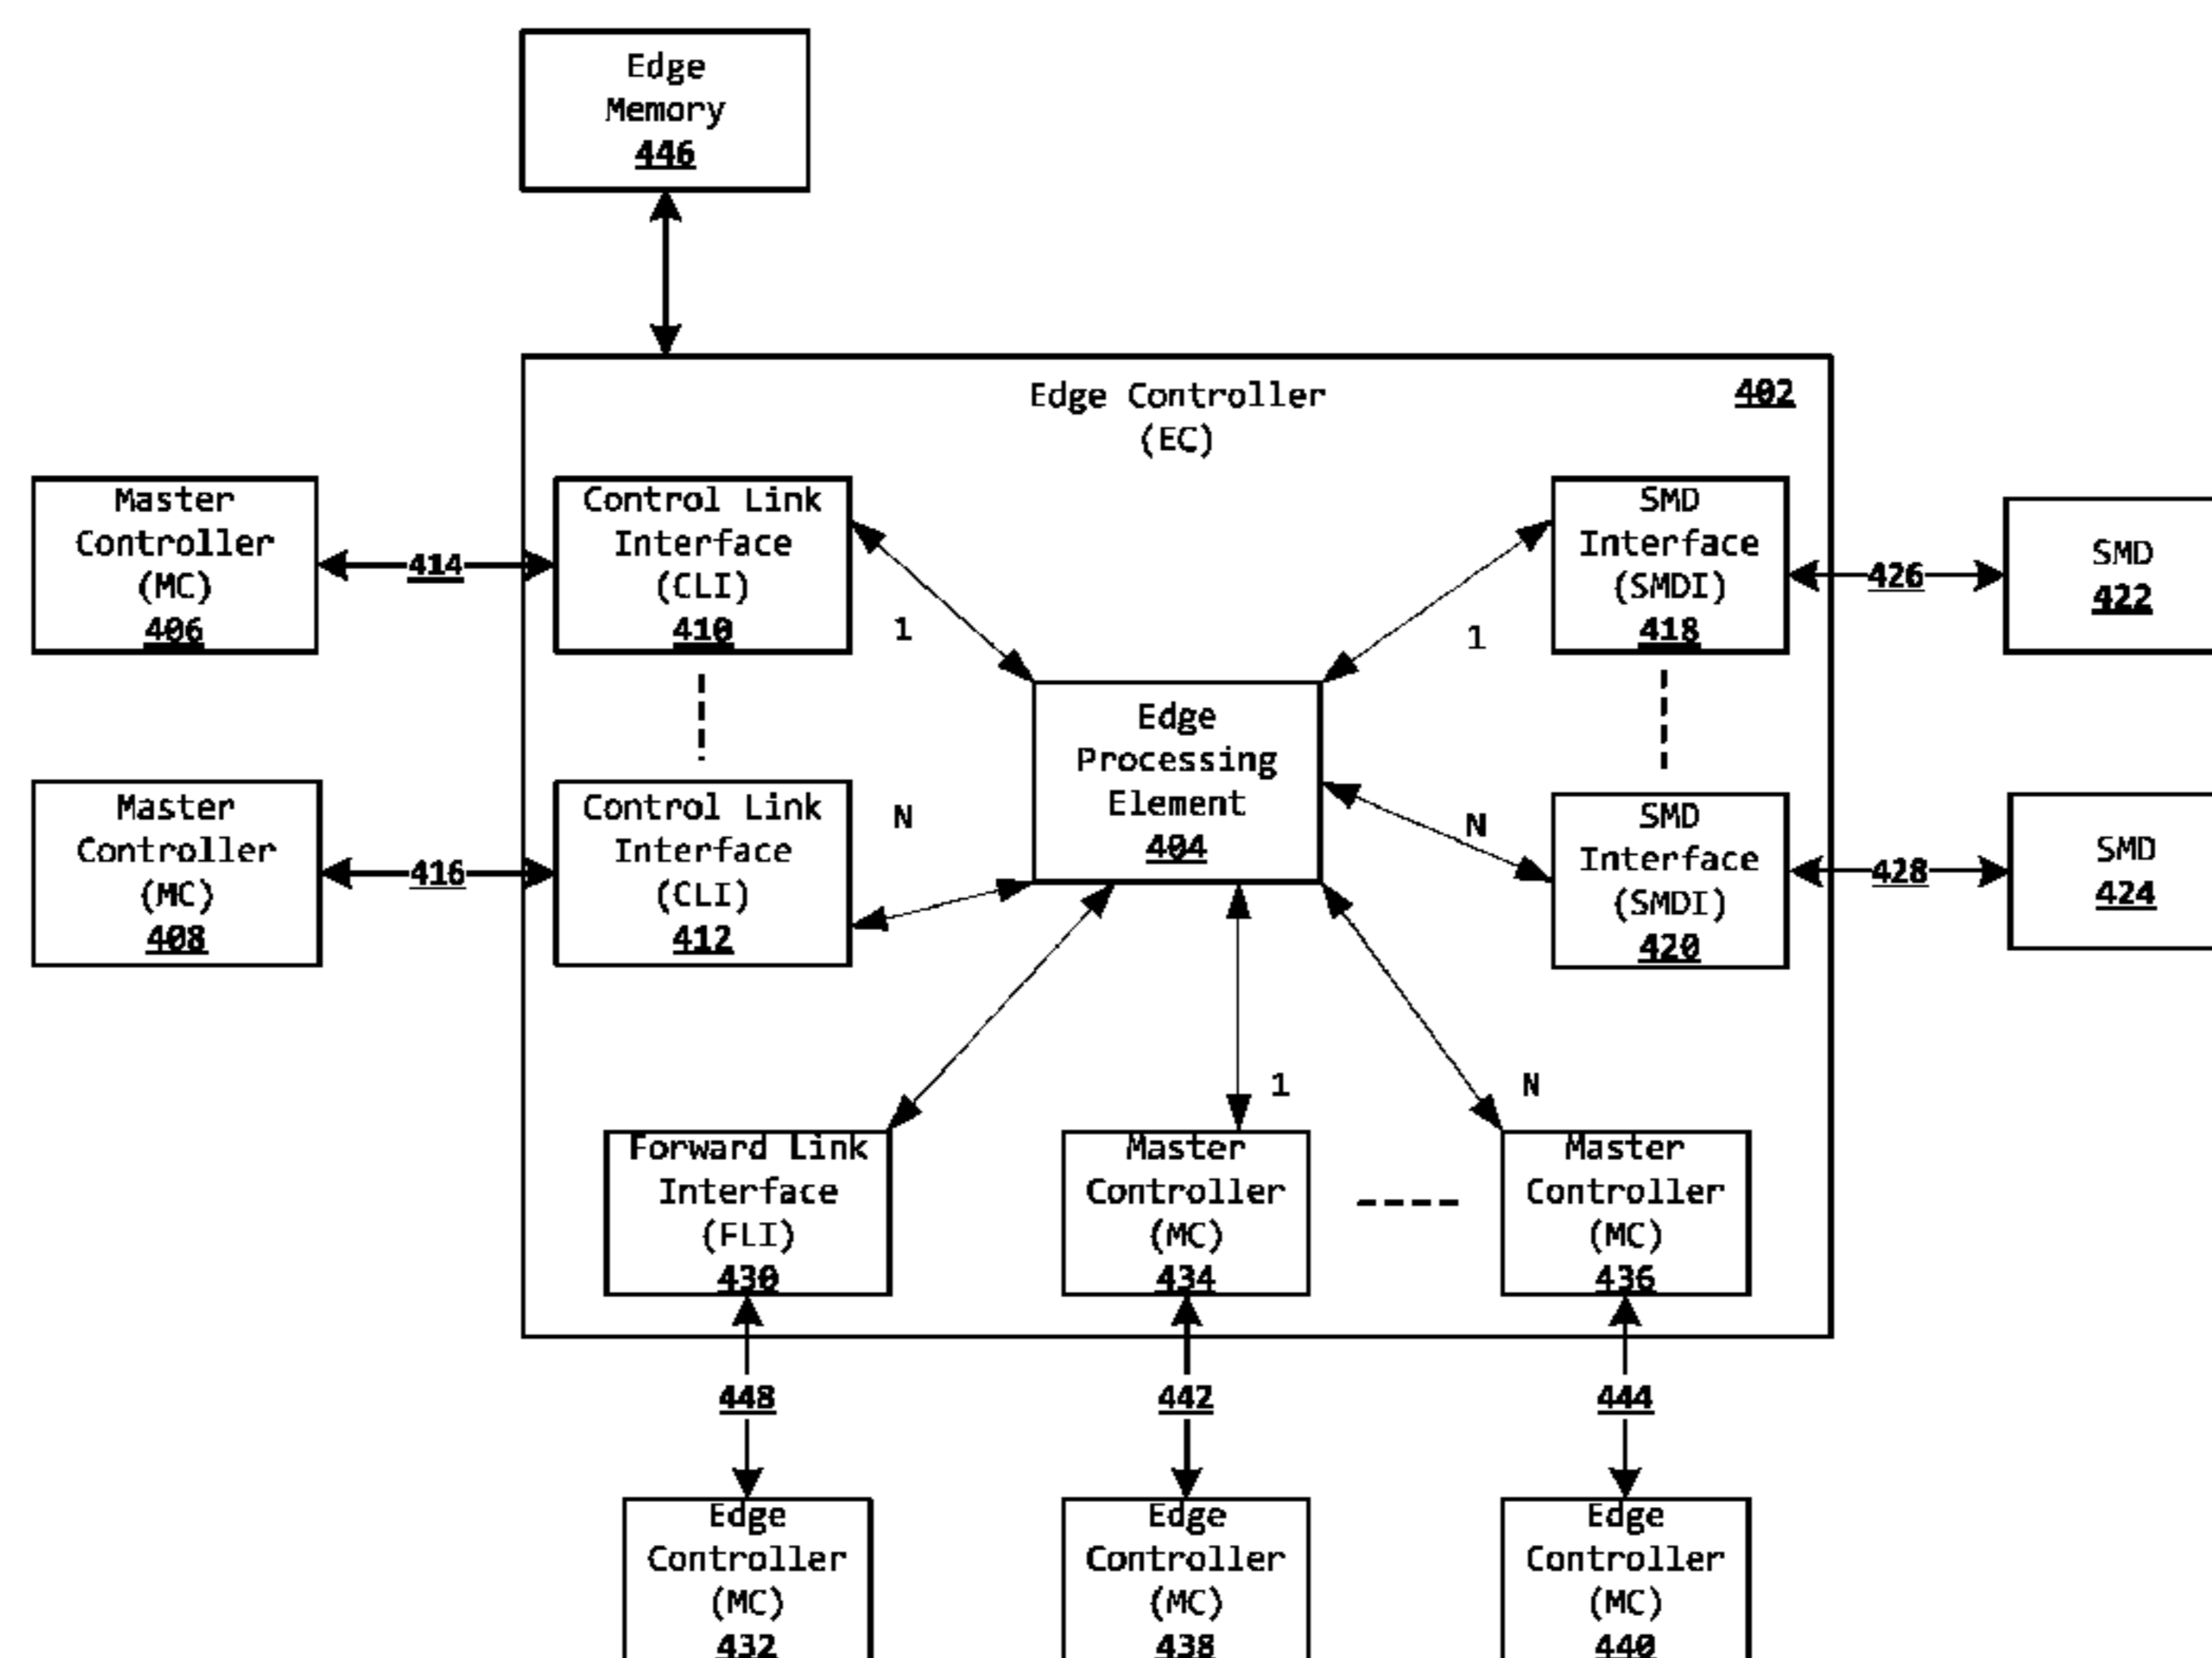 Edge
Memory
446
Edge Controller
(EC)
402
Master
Controller
(MC)
406
414
Control Link
Interface
(CLI)
410
1
1
SMD
Interface
(SMDI)
418
426
SMD
422
Edge
Processing
Element
404
Master
Controller
(MC)
408
416
Control Link
Interface
(CLI)
412
N
N
SMD
Interface
(SMDI)
420
428
SMD
424
Forward Link
Interface
(FLI)
430
1
Master
Controller
(MC)
434
N
Master
Controller
(MC)
436
448
442
444
Edge
Controller
(MC)
432
Edge
Controller
(MC)
438
Edge
Controller
(MC)
440